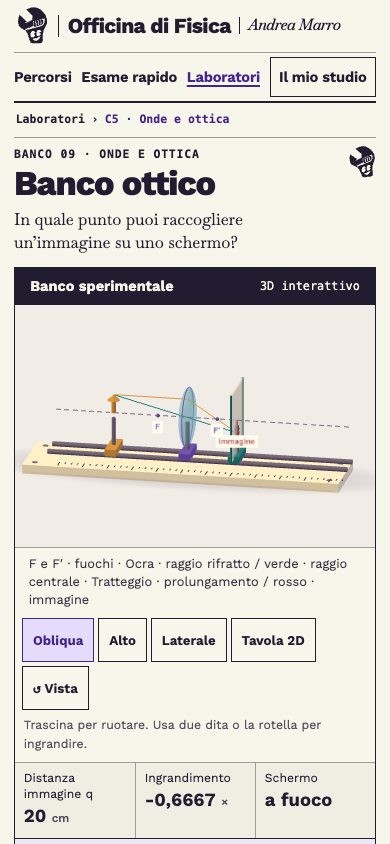 Officina di Fisica | Andrea Marro
Percorsi Esame rapido Laboratori Il mio studio
Laboratori › C5 · Onde e ottica
BANCO 09 · ONDE E OTTICA
Banco ottico
In quale punto puoi raccogliere
un’immagine su uno schermo?
Banco sperimentale 3D interattivo
F
F′
immagine
F e F′ · fuochi · Ocra · raggio rifratto / verde · raggio
centrale · Tratteggio · prolungamento / rosso ·
immagine
Obliqua Alto Laterale Tavola 2D
↺ Vista
Trascina per ruotare. Usa due dita o la rotella per
ingrandire.
Distanza
immagine q
20 cm
Ingrandimento
-0,6667 ×
Schermo
a fuoco